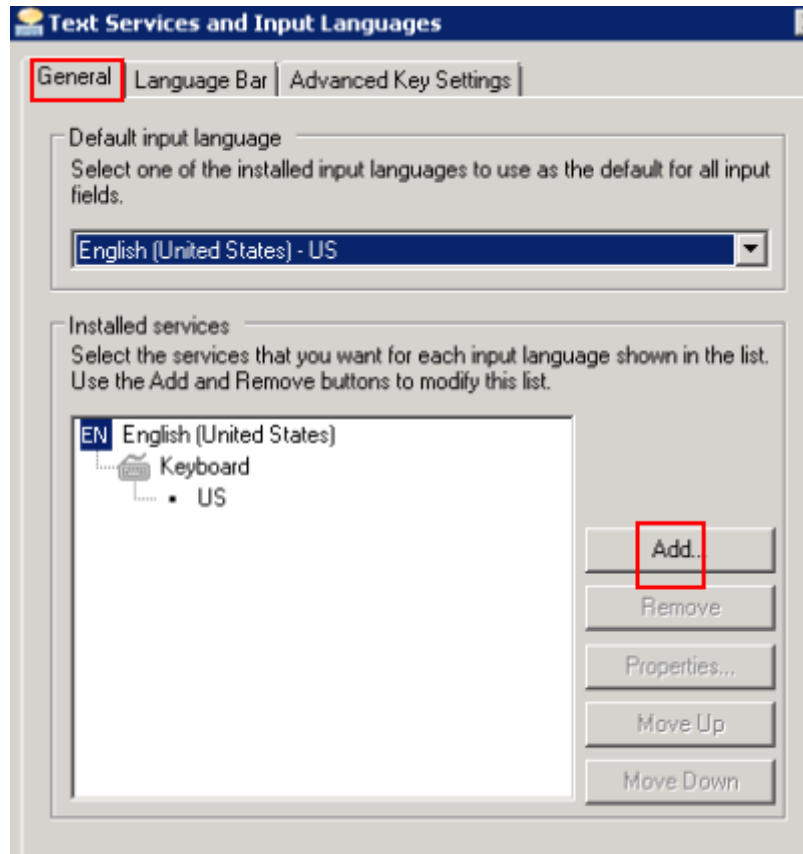 Text Services and Input Languages
General
Language Bar
Advanced Key Settings
Default input language
Select one of the installed input languages to use as the default for all input
fields.
English (United States) - US
Installed services
Select the services that you want for each input language shown in the list.
Use the Add and Remove buttons to modify this list.
EN English (United States)
Keyboard
US
Add...
Remove
Properties...
Move Up
Move Down